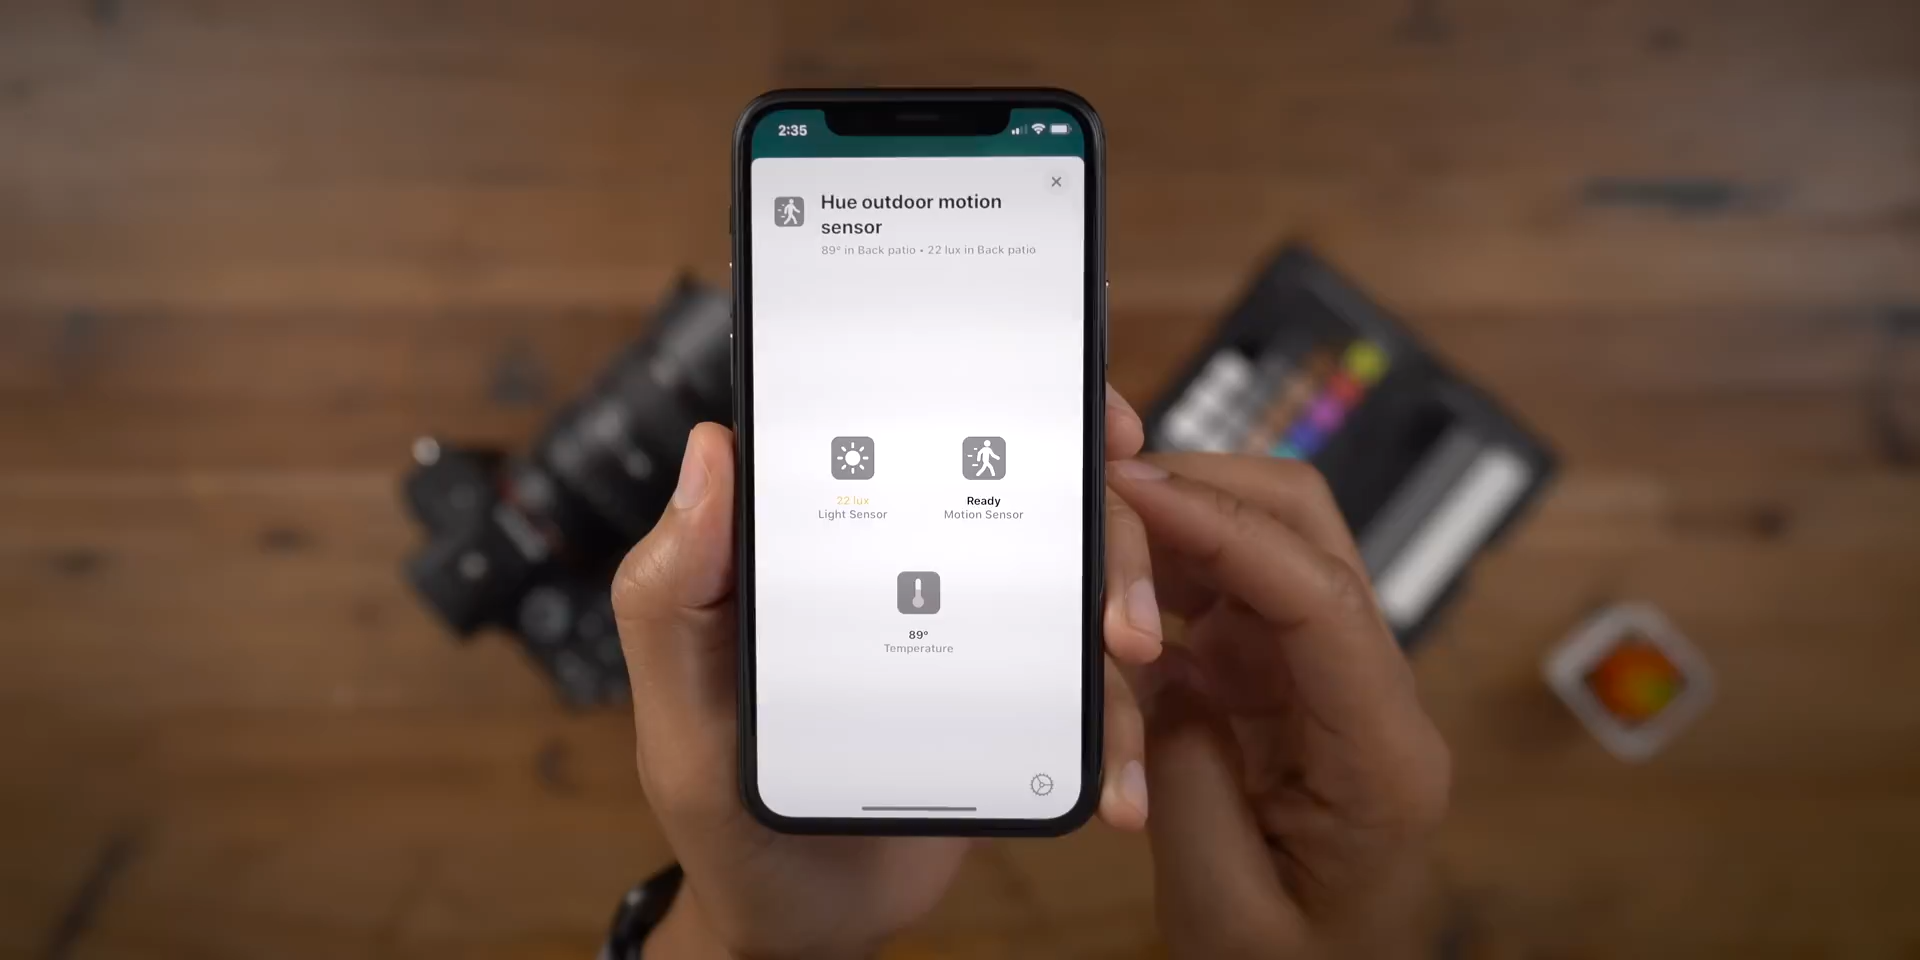 2:35
Hue outdoor motion
sensor
89° in Back patio • 22 lux in Back patio
22 lux
Light Sensor
Ready
Motion Sensor
89°
Temperature